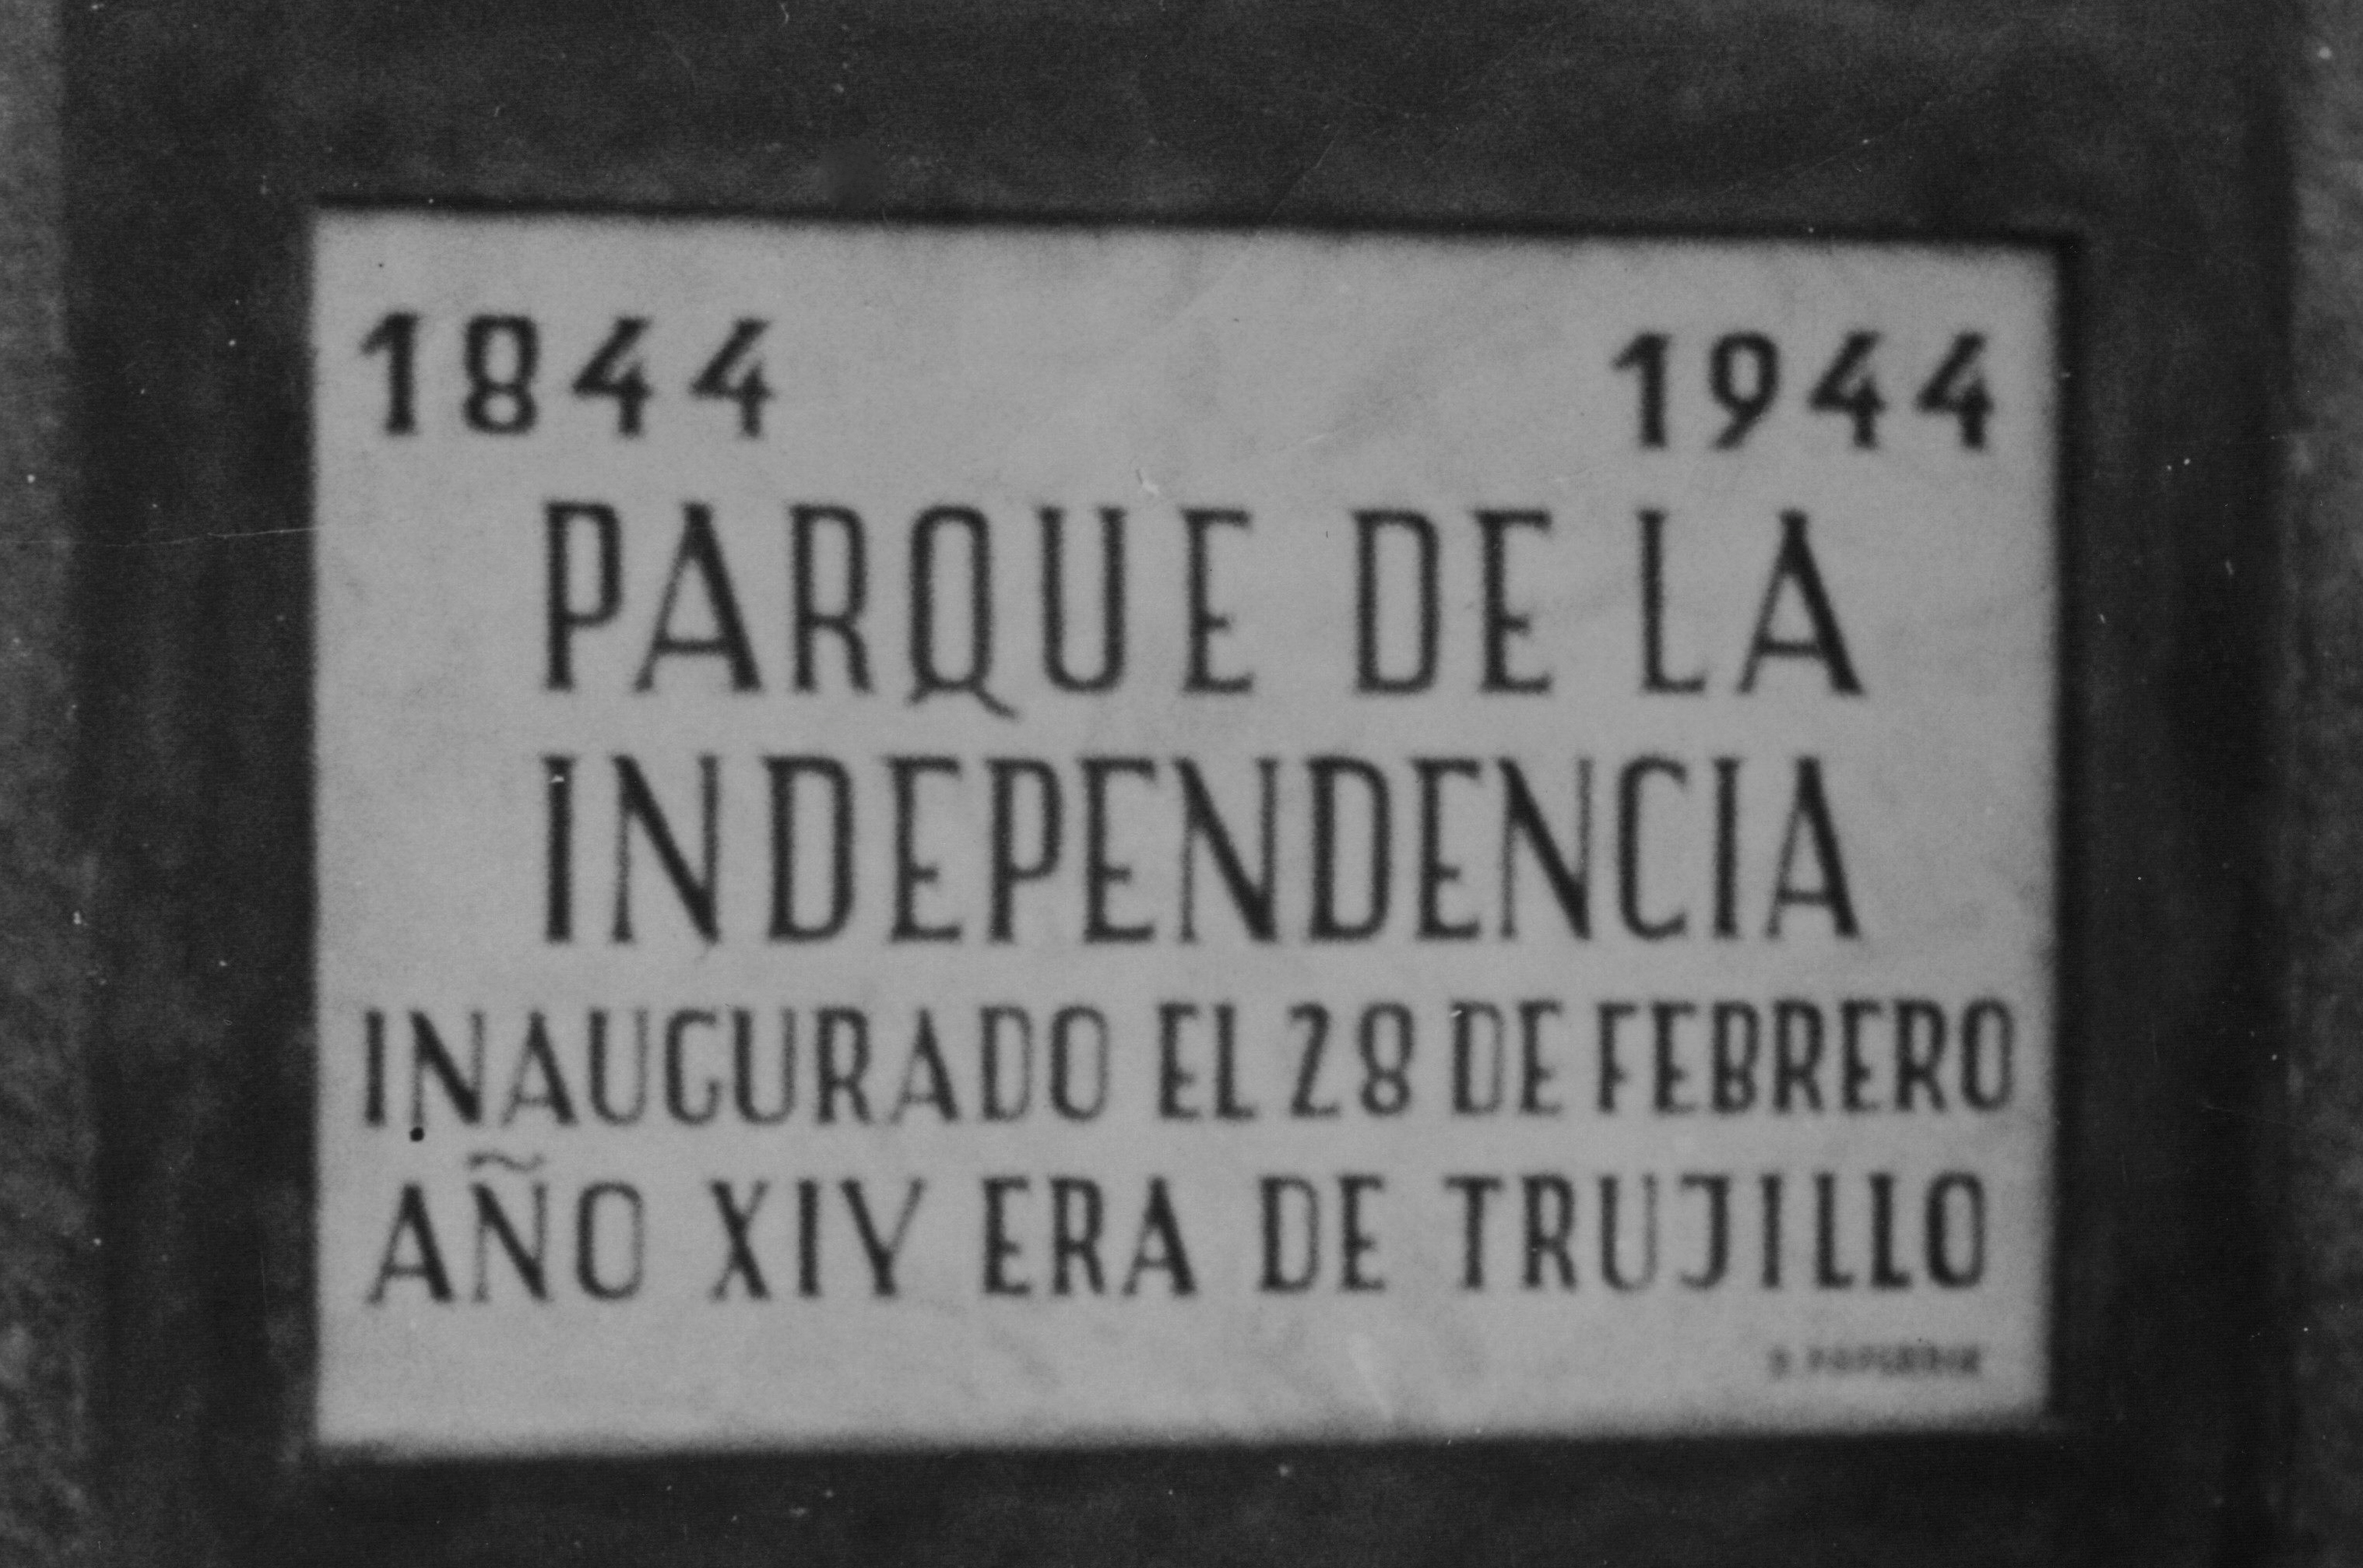 1844 1944
PARQUE DE LA
INDEPENDENCIA
INAUGURADO EL 28 DE FEBRERO
AÑO XIV ERA DE TRUJILLO